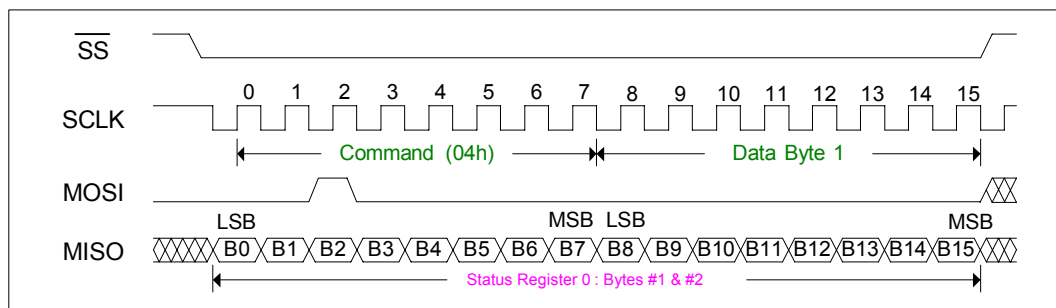 SS
0 1 2 3 4 5 6 7 8 9 10 11 12 13 14 15
SCLK
Command (04h) Data Byte 1
MOSI
LSB MSB LSB MSB
MISO B0 B1 B2 B3 B4 B5 B6 B7 B8 B9 B10 B11 B12 B13 B14 B15
Status Register 0 : Bytes #1 & #2